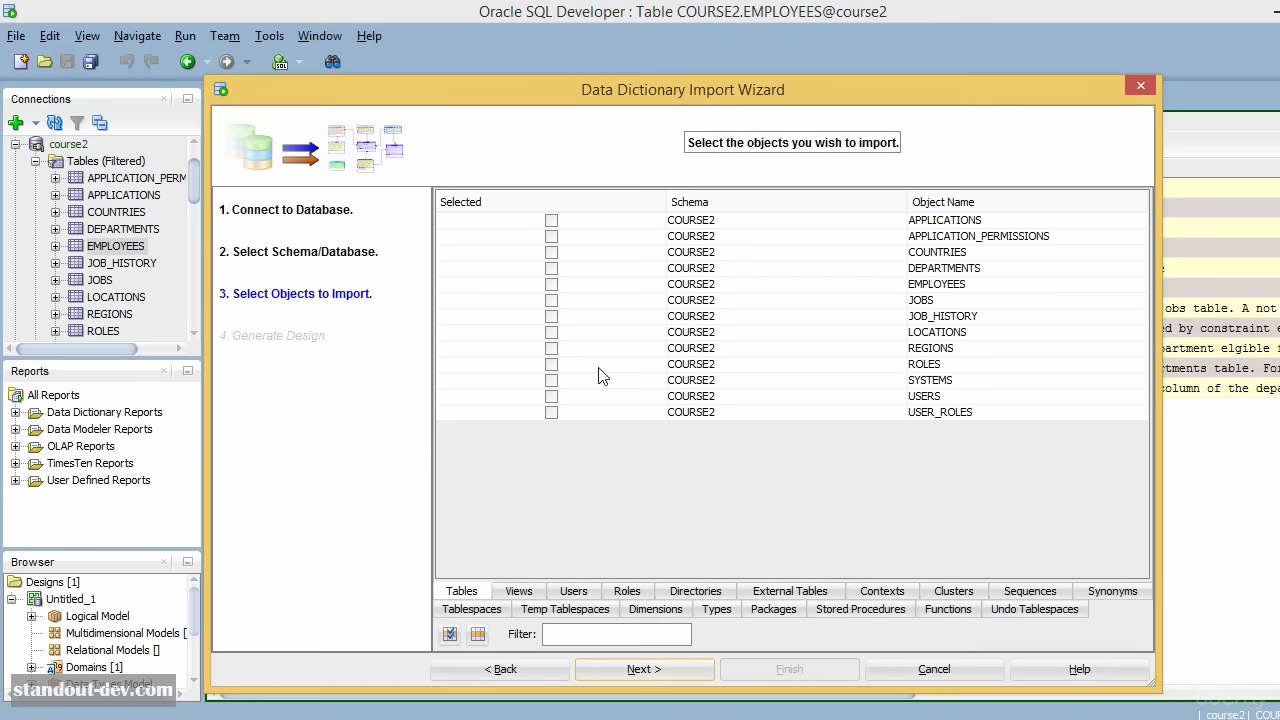 Oracle SQL Developer : Table COURSE2.EMPLOYEES@course2
File Edit View Navigate Run Team Tools Window Help
Connections
course2
Tables (Filtered)
APPLICATION_PERM
APPLICATIONS
COUNTRIES
DEPARTMENTS
EMPLOYEES
JOB_HISTORY
JOBS
LOCATIONS
REGIONS
ROLES
Reports
All Reports
Data Dictionary Reports
Data Modeler Reports
OLAP Reports
TimesTen Reports
User Defined Reports
Browser
Designs [1]
Untitled_1
Logical Model
Multidimensional Models [
Relational Models []
Domains [1]
Data Types Model
standout-dev.com
Data Dictionary Import Wizard
Select the objects you wish to import.
1. Connect to Database.
2. Select Schema/Database.
3. Select Objects to Import.
4. Generate Design
Selected Schema Object Name
COURSE2 APPLICATIONS
COURSE2 APPLICATION_PERMISSIONS
COURSE2 COUNTRIES
COURSE2 DEPARTMENTS
COURSE2 EMPLOYEES
COURSE2 JOBS
COURSE2 JOB_HISTORY
COURSE2 LOCATIONS
COURSE2 REGIONS
COURSE2 ROLES
COURSE2 SYSTEMS
COURSE2 USERS
COURSE2 USER_ROLES
Tables Views Users Roles Directories External Tables Contexts Clusters Sequences Synonyms
Tablespaces Temp Tablespaces Dimensions Types Packages Stored Procedures Functions Undo Tablespaces
Filter:
< Back Next > Finish Cancel Help
obs table. A not
ed by constraint e
partment elgible f
rtments table. For
column of the depa
| course2 | COU